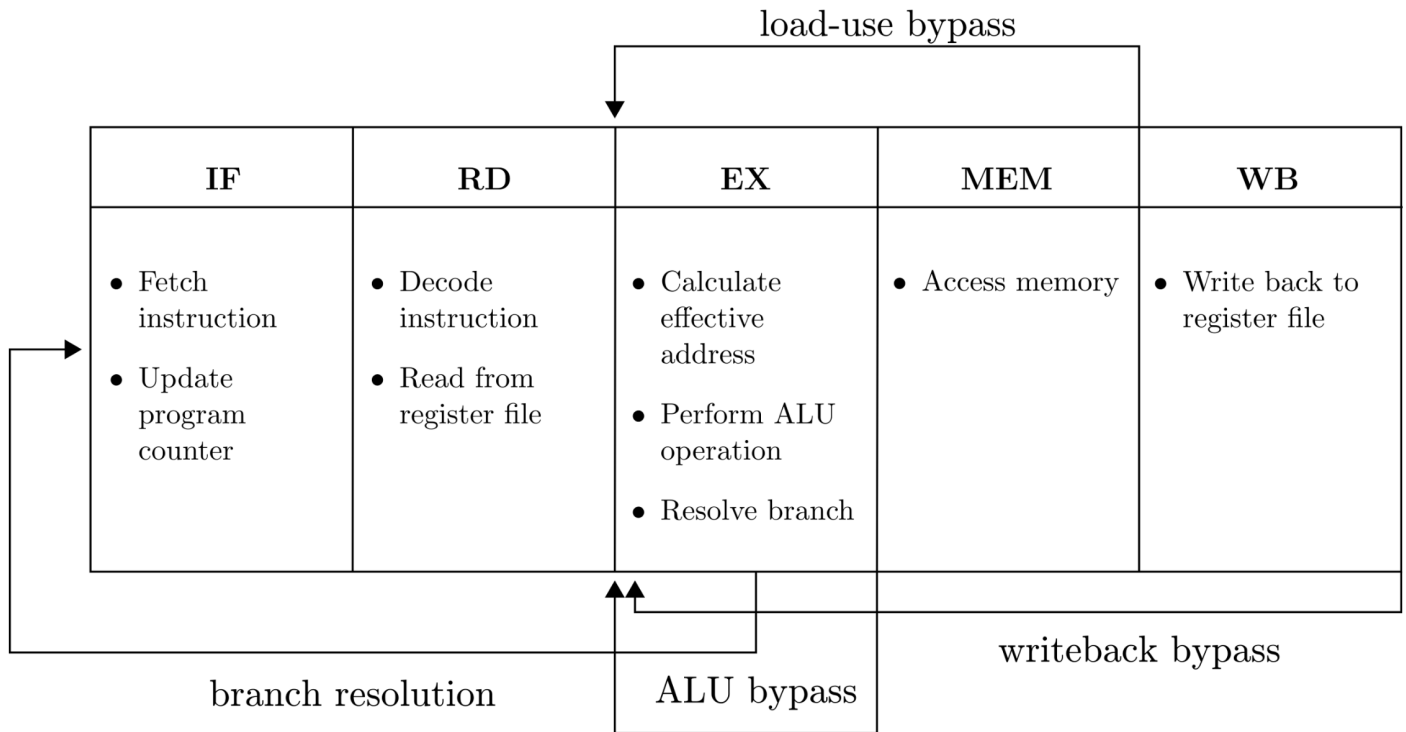 load-use bypass
IF
RD
EX
MEM
WB
• Fetch
instruction
• Update
program
counter
• Decode
instruction
• Read from
register file
• Calculate
effective
address
• Perform ALU
operation
• Resolve branch
• Access memory
• Write back to
register file
writeback bypass
branch resolution
ALU bypass